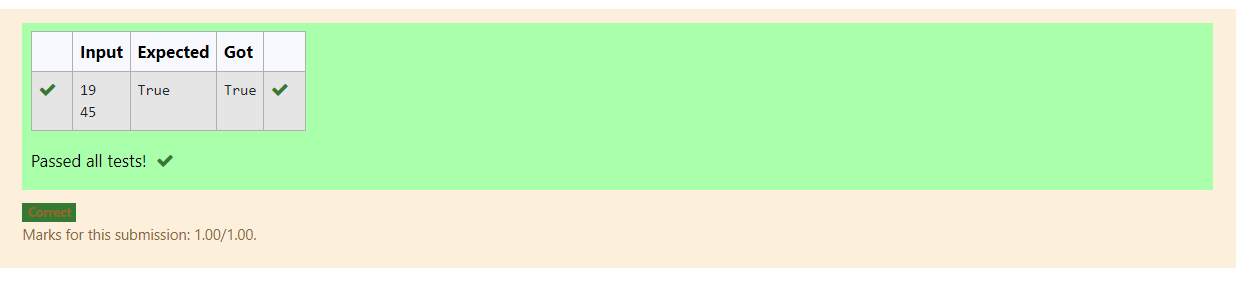 Input Expected Got
19 True True
45
Passed all tests!
Correct
Marks for this submission: 1.00/1.00.